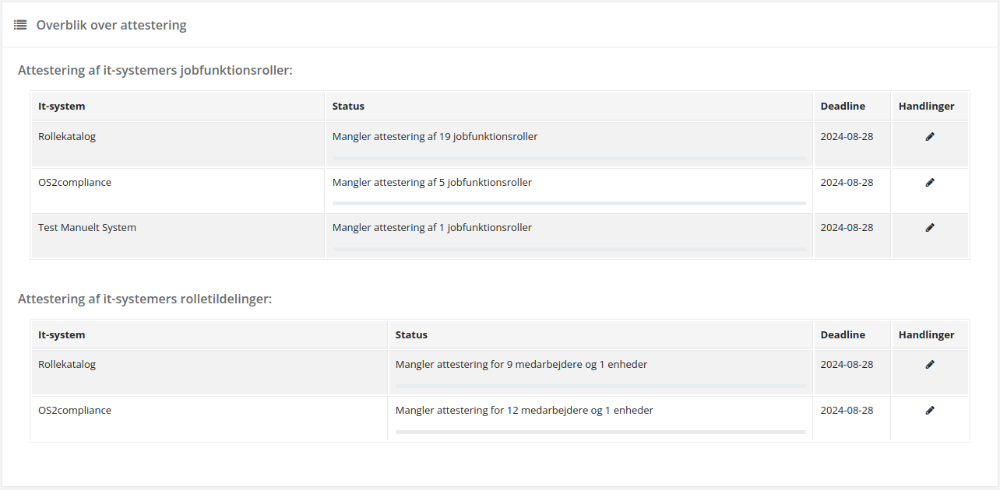 Overblik over attestering
Attestering af it-systemers jobfunktionsroller:
It-system Status Deadline Handlinger
Rollekatalog Mangler attestering af 19 jobfunktionsroller 2024-08-28
OS2compliance Mangler attestering af 5 jobfunktionsroller 2024-08-28
Test Manuelt System Mangler attestering af 1 jobfunktionsroller 2024-08-28
Attestering af it-systemers rolletildelinger:
It-system Status Deadline Handlinger
Rollekatalog Mangler attestering for 9 medarbejdere og 1 enheder 2024-08-28
OS2compliance Mangler attestering for 12 medarbejdere og 1 enheder 2024-08-28